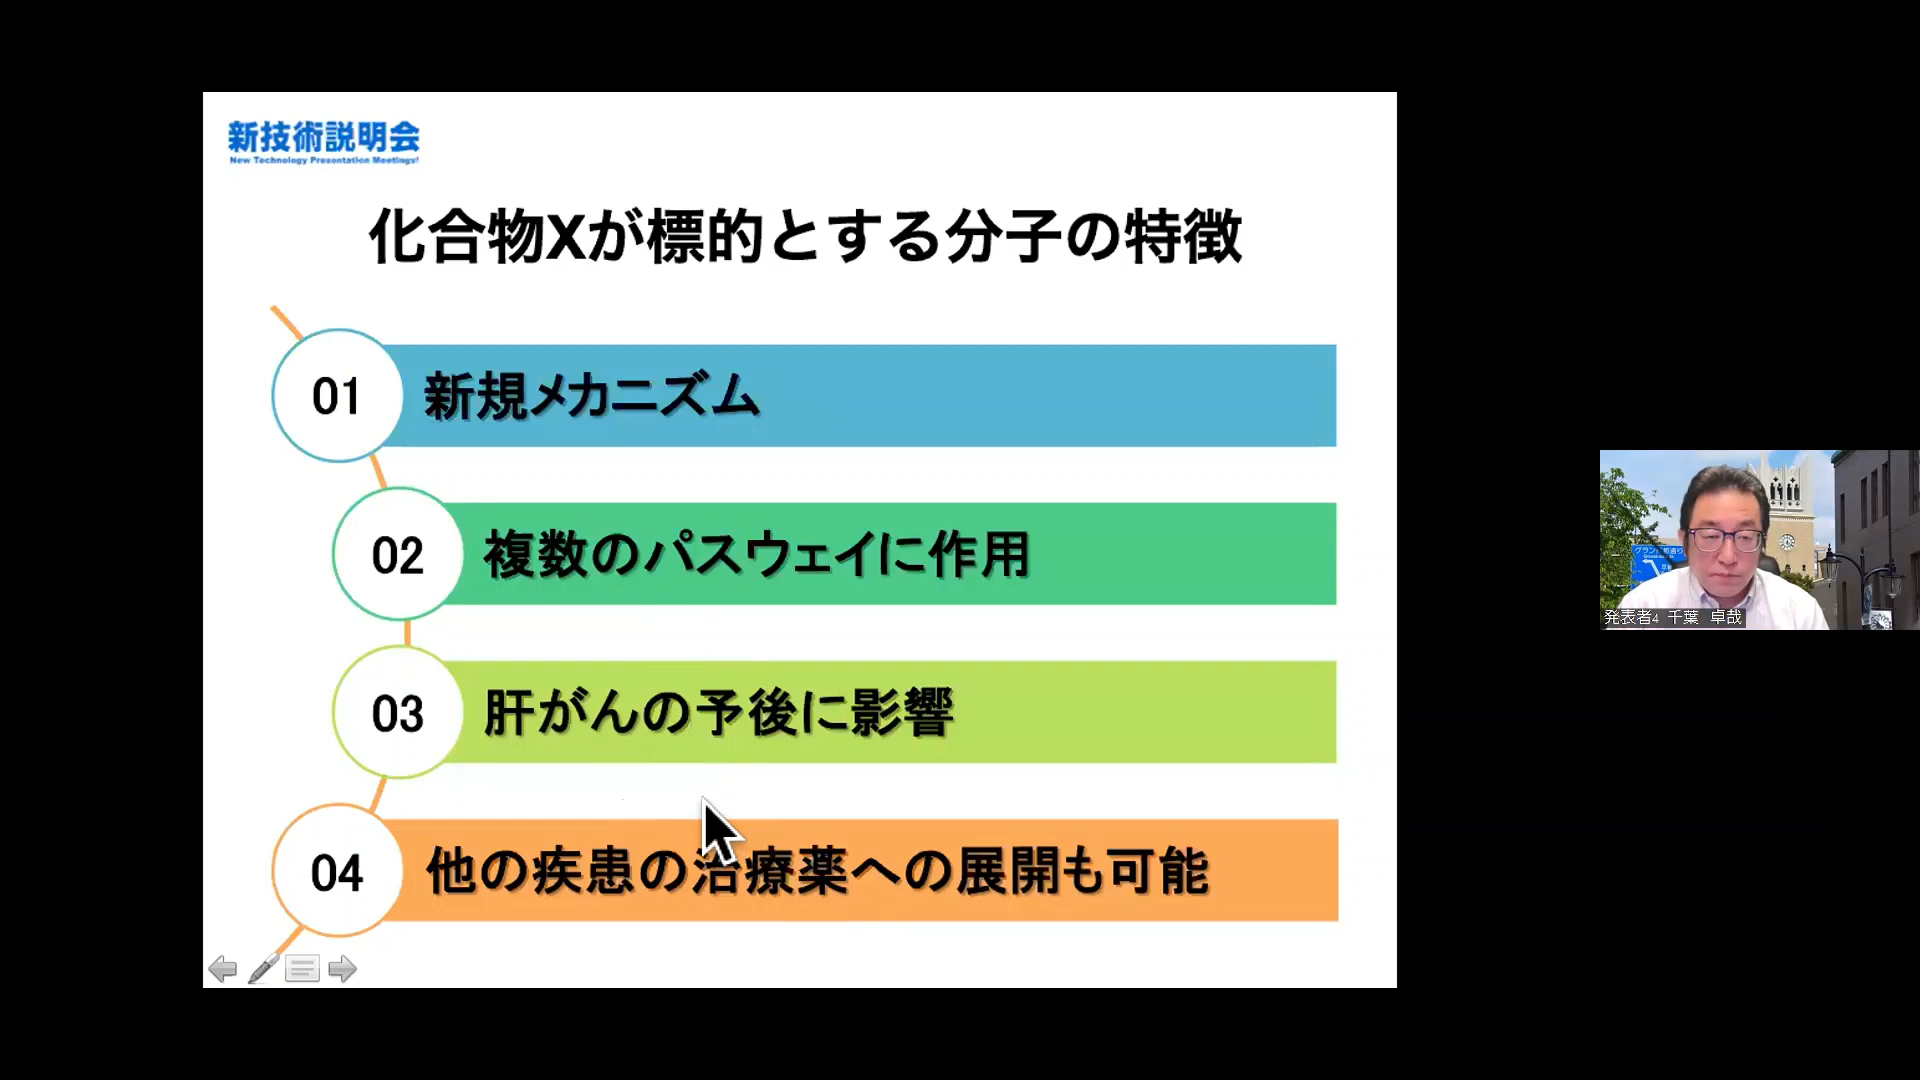 新技術説明会
New Technology Presentation Meetings!
化合物Xが標的とする分子の特徴
01
新規メカニズム
02
複数のパスウェイに作用
03
肝がんの予後に影響
04
他の疾患の治療薬への展開も可能
発表者4 千葉 卓哉